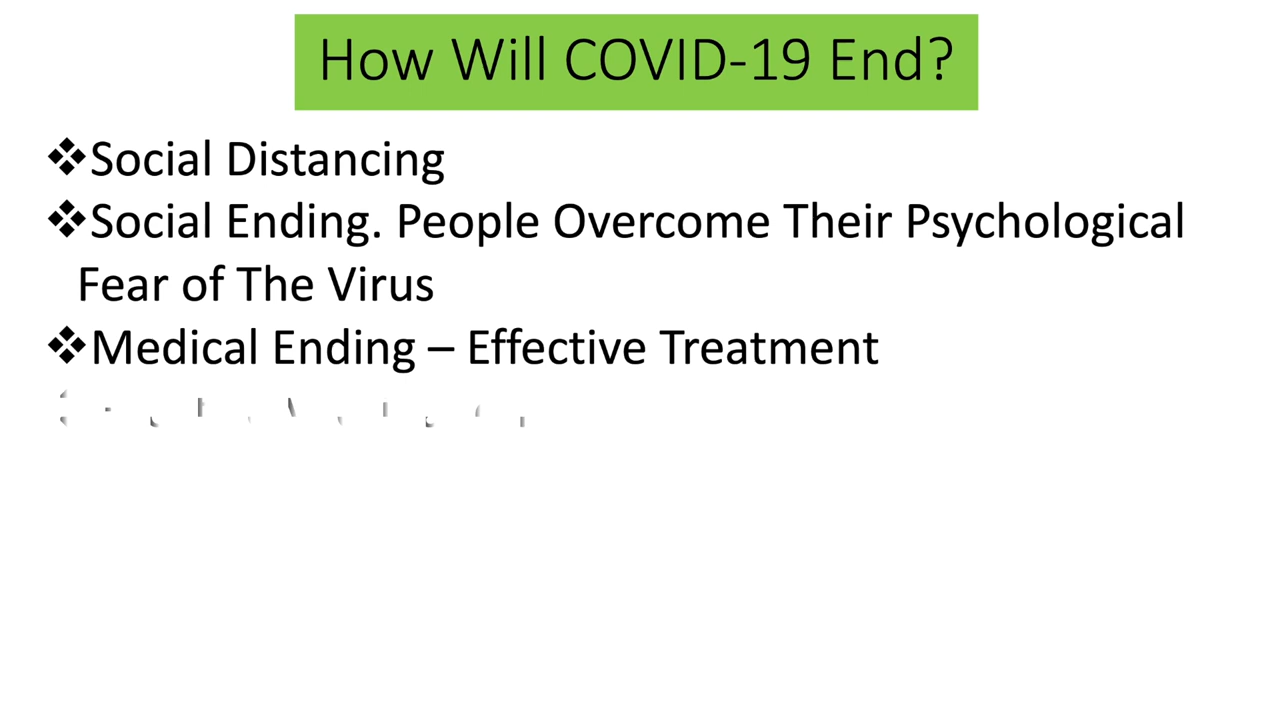 How Will COVID-19 End?
❖Social Distancing
❖Social Ending. People Overcome Their Psychological
Fear of The Virus
❖Medical Ending – Effective Treatment